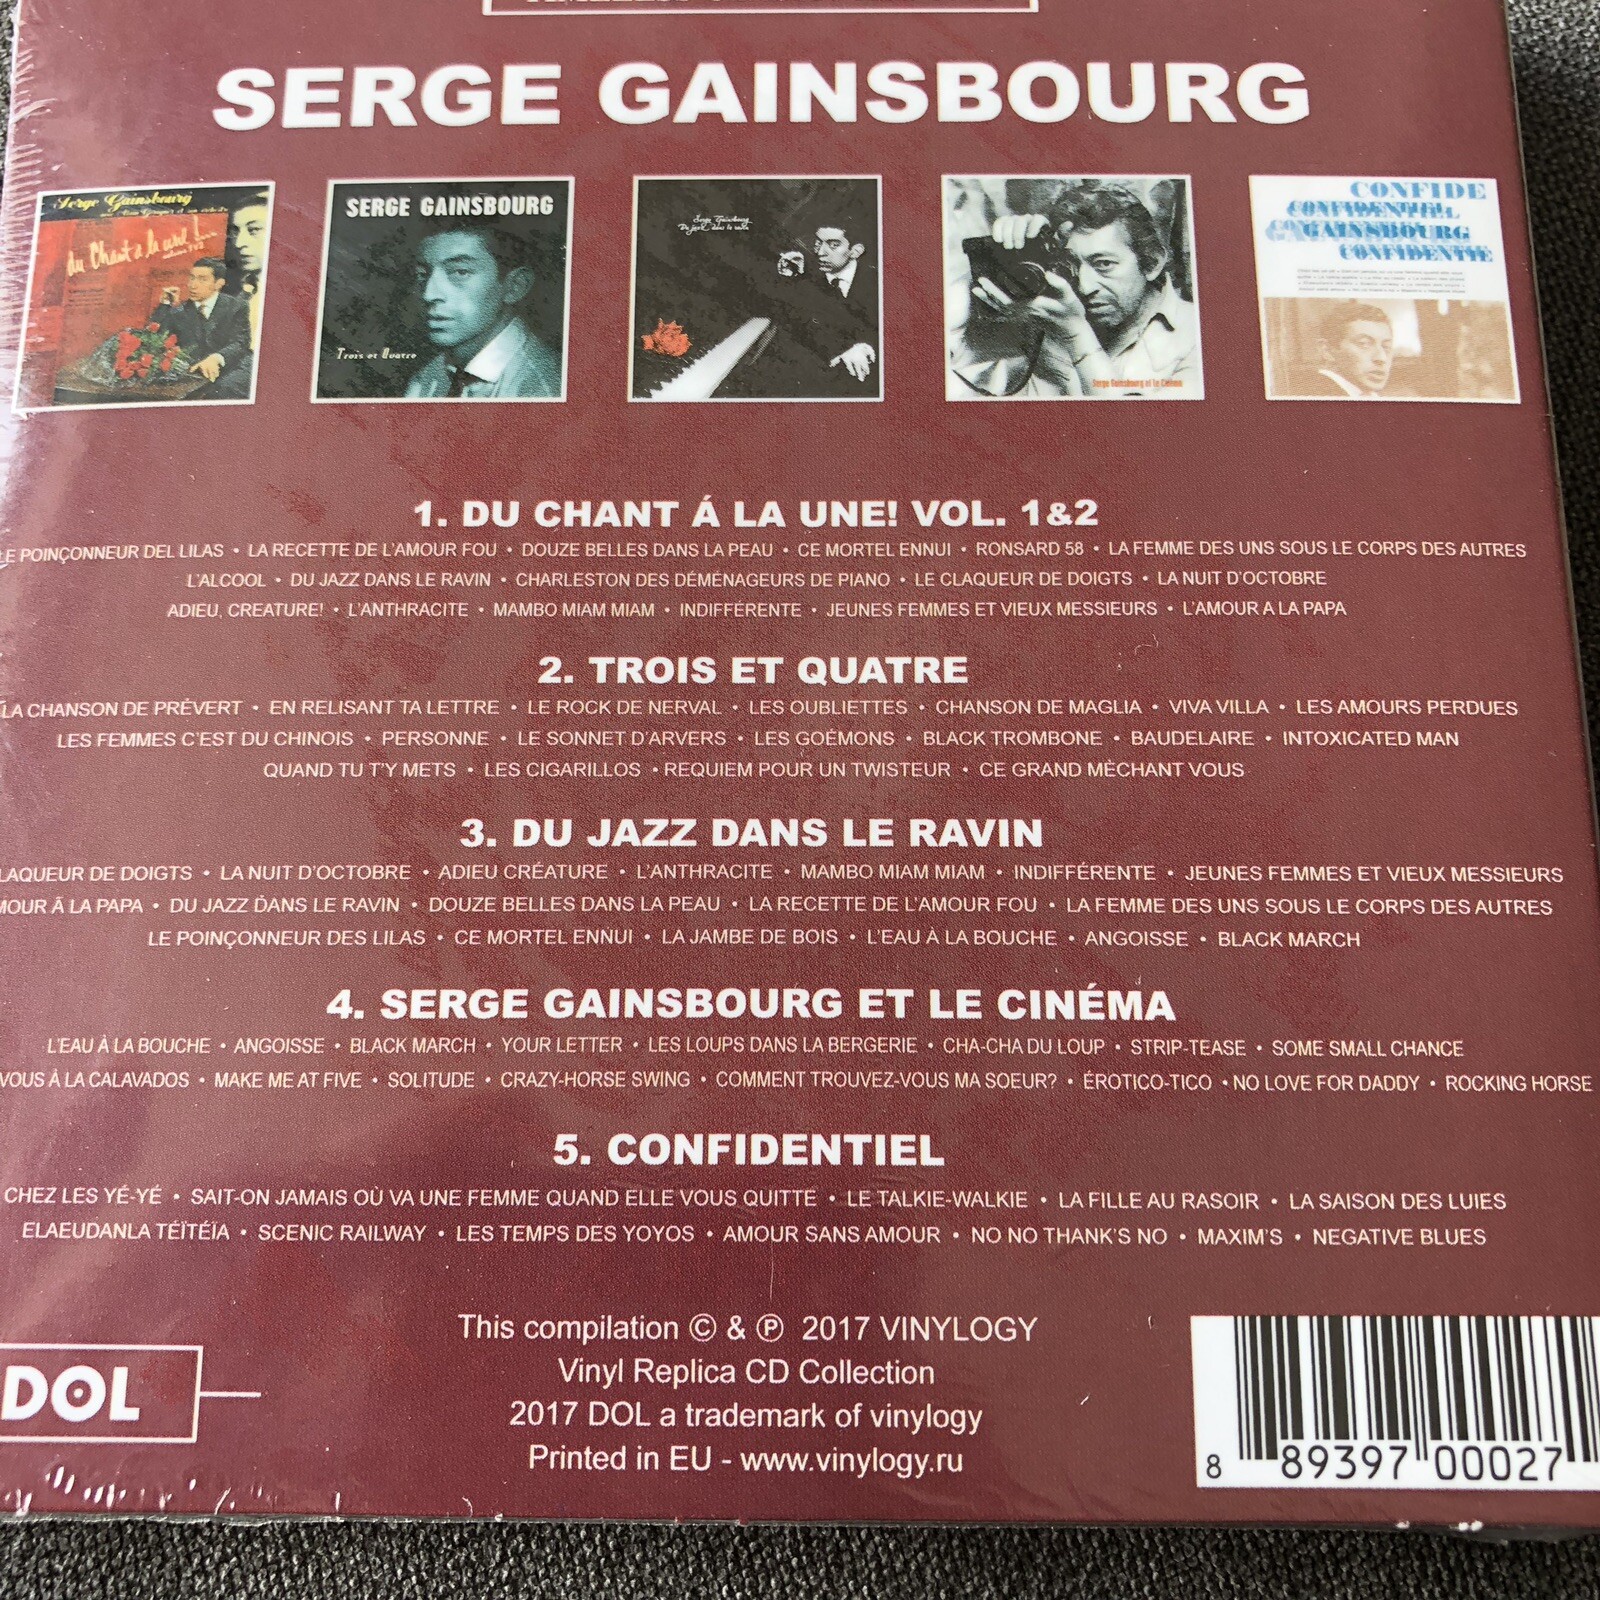 SERGE GAINSBOURG
Serge Gainsbourg
du Chant à la une!...
SERGE GAINSBOURG
Trois et Quatre
Serge Gainsbourg
Du jazz dans le ravin
Serge Gainsbourg et le Cinéma
CONFIDE
CONFIDENTIEL
GAINSBOURG
CONFIDENTIE
1. DU CHANT Á LA UNE! VOL. 1&2
LE POINÇONNEUR DEL LILAS • LA RECETTE DE L'AMOUR FOU • DOUZE BELLES DANS LA PEAU • CE MORTEL ENNUI • RONSARD 58 • LA FEMME DES UNS SOUS LE CORPS DES AUTRES
L'ALCOOL • DU JAZZ DANS LE RAVIN • CHARLESTON DES DÉMÉNAGEURS DE PIANO • LE CLAQUEUR DE DOIGTS • LA NUIT D'OCTOBRE
ADIEU, CREATURE! • L'ANTHRACITE • MAMBO MIAM MIAM • INDIFFÉRENTE • JEUNES FEMMES ET VIEUX MESSIEURS • L'AMOUR A LA PAPA
2. TROIS ET QUATRE
LA CHANSON DE PRÉVERT • EN RELISANT TA LETTRE • LE ROCK DE NERVAL • LES OUBLIETTES • CHANSON DE MAGLIA • VIVA VILLA • LES AMOURS PERDUES
LES FEMMES C'EST DU CHINOIS • PERSONNE • LE SONNET D'ARVERS • LES GOÉMONS • BLACK TROMBONE • BAUDELAIRE • INTOXICATED MAN
QUAND TU T'Y METS • LES CIGARILLOS • REQUIEM POUR UN TWISTEUR • CE GRAND MÈCHANT VOUS
3. DU JAZZ DANS LE RAVIN
LAQUEUR DE DOIGTS • LA NUIT D'OCTOBRE • ADIEU CRÉATURE • L'ANTHRACITE • MAMBO MIAM MIAM • INDIFFÉRENTE • JEUNES FEMMES ET VIEUX MESSIEURS
MOUR Ã LA PAPA • DU JAZZ DANS LE RAVIN • DOUZE BELLES DANS LA PEAU • LA RECETTE DE L'AMOUR FOU • LA FEMME DES UNS SOUS LE CORPS DES AUTRES
LE POINÇONNEUR DES LILAS • CE MORTEL ENNUI • LA JAMBE DE BOIS • L'EAU À LA BOUCHE • ANGOISSE • BLACK MARCH
4. SERGE GAINSBOURG ET LE CINÉMA
L'EAU À LA BOUCHE • ANGOISSE • BLACK MARCH • YOUR LETTER • LES LOUPS DANS LA BERGERIE • CHA-CHA DU LOUP • STRIP-TEASE • SOME SMALL CHANCE
VOUS À LA CALAVADOS • MAKE ME AT FIVE • SOLITUDE • CRAZY-HORSE SWING • COMMENT TROUVEZ-VOUS MA SOEUR? • ÉROTICO-TICO • NO LOVE FOR DADDY • ROCKING HORSE
5. CONFIDENTIEL
CHEZ LES YÉ-YÉ • SAIT-ON JAMAIS OÙ VA UNE FEMME QUAND ELLE VOUS QUITTE • LE TALKIE-WALKIE • LA FILLE AU RASOIR • LA SAISON DES LUIES
ELAEUDANLA TÉÏTÉÏA • SCENIC RAILWAY • LES TEMPS DES YOYOS • AMOUR SANS AMOUR • NO NO THANK'S NO • MAXIM'S • NEGATIVE BLUES
This compilation © & ℗ 2017 VINYLOGY
Vinyl Replica CD Collection
2017 DOL a trademark of vinylogy
Printed in EU - www.vinylogy.ru
DOL
8 89397 00027